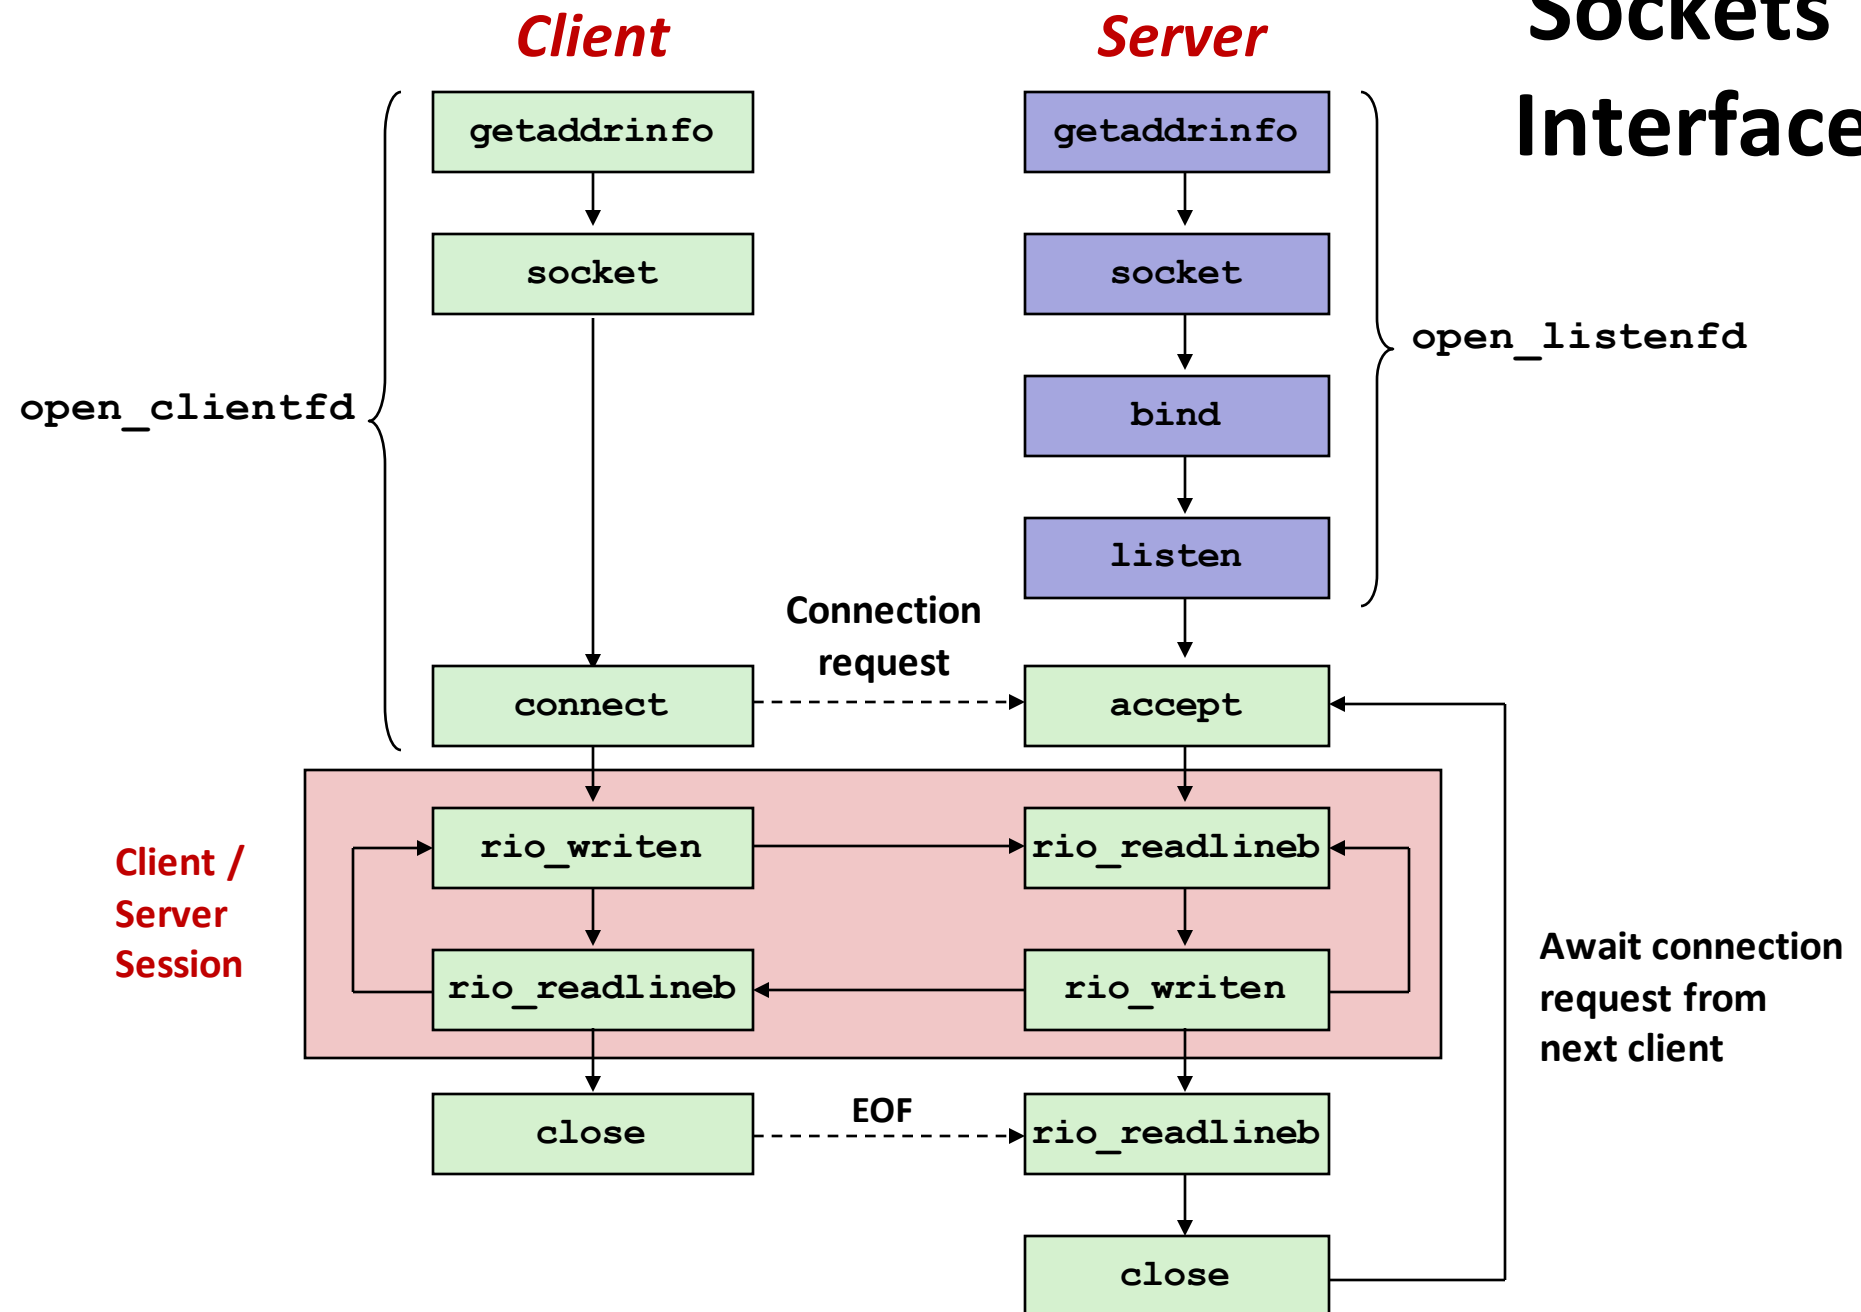 Client
Server
Sockets
Interface
getaddrinfo
getaddrinfo
socket
socket
open_listenfd
open_clientfd
bind
listen
Connection
request
connect
accept
rio_writen
rio_readlineb
Client /
Server
Session
rio_readlineb
rio_writen
Await connection
request from
next client
close
EOF
rio_readlineb
close